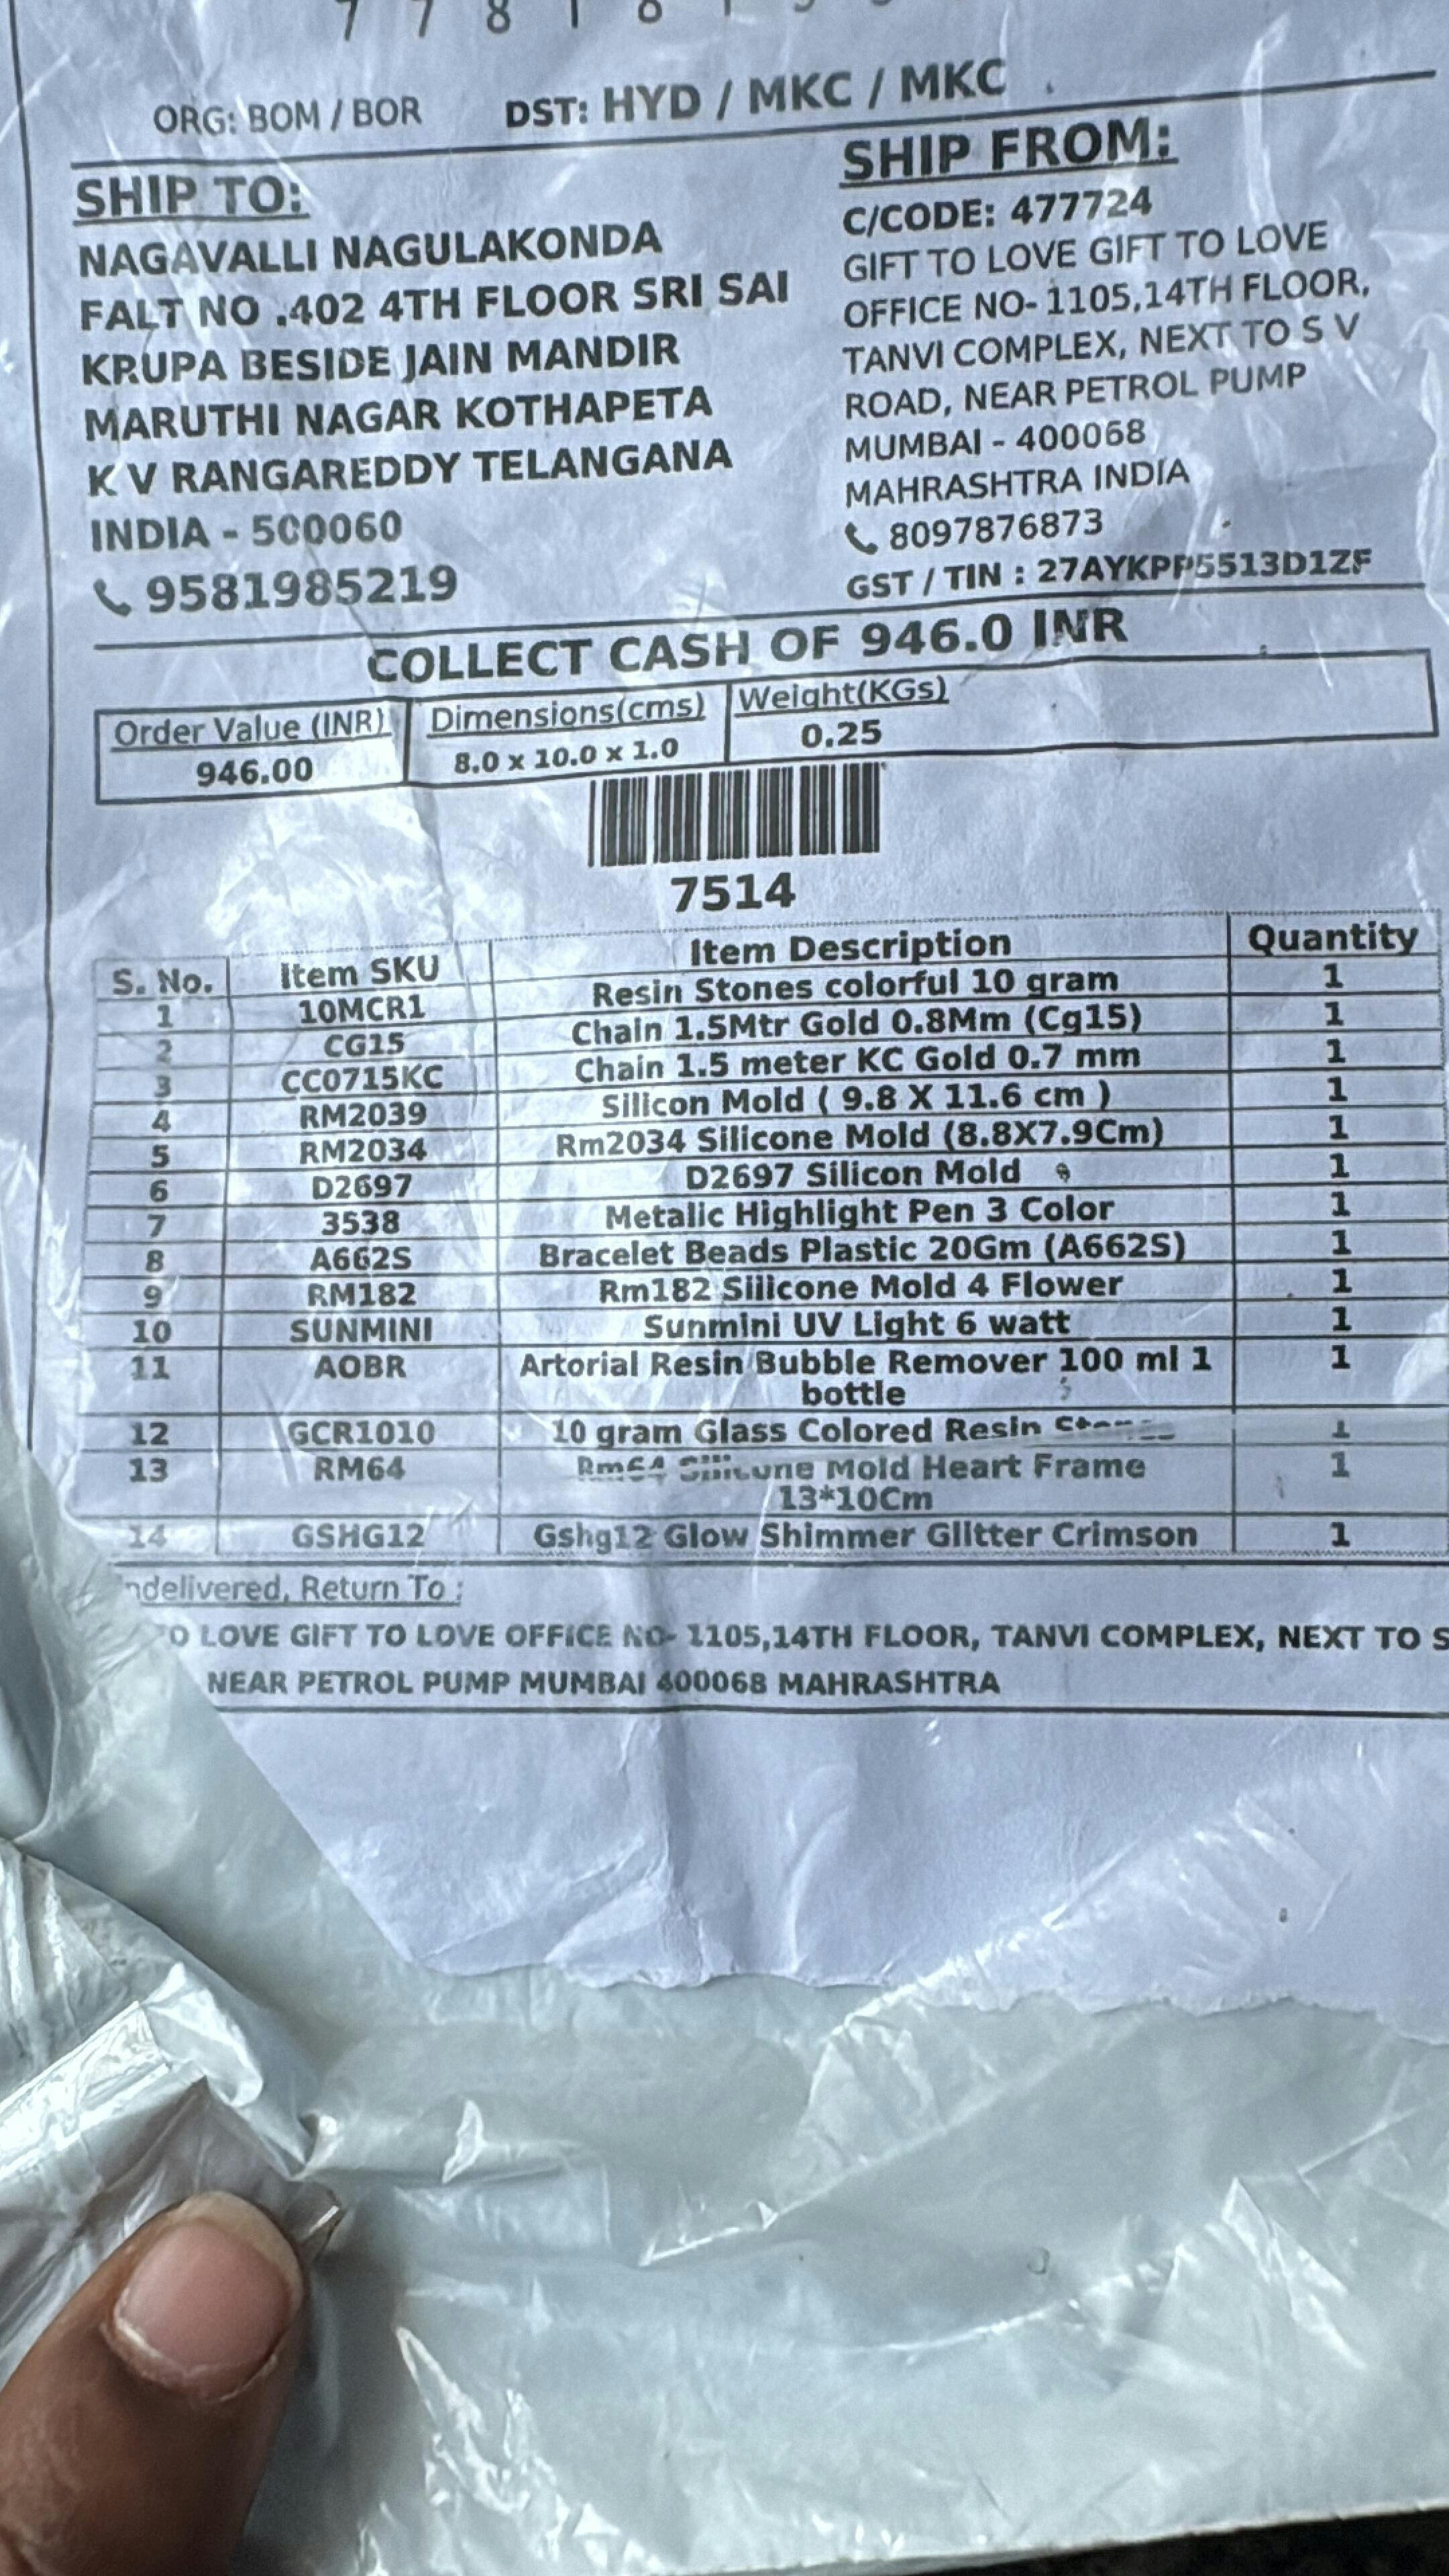 ORG: BOM / BOR DST: HYD / MKC / MKC
SHIP TO:
NAGAVALLI NAGULAKONDA
FALT NO .402 4TH FLOOR SRI SAI
KRUPA BESIDE JAIN MANDIR
MARUTHI NAGAR KOTHAPETA
K V RANGAREDDY TELANGANA
INDIA - 500060
9581985219
SHIP FROM:
C/CODE: 477724
GIFT TO LOVE GIFT TO LOVE
OFFICE NO- 1105,14TH FLOOR,
TANVI COMPLEX, NEXT TO S V
ROAD, NEAR PETROL PUMP
MUMBAI - 400068
MAHRASHTRA INDIA
8097876873
GST / TIN : 27AYKPP5513D1ZF
COLLECT CASH OF 946.0 INR
Order Value (INR) Dimensions(cms) Weight(KGs)
946.00 8.0 x 10.0 x 1.0 0.25
7514
S. No. Item SKU Item Description Quantity
1 10MCR1 Resin Stones colorful 10 gram 1
2 CG15 Chain 1.5Mtr Gold 0.8Mm (Cg15) 1
3 CC0715KC Chain 1.5 meter KC Gold 0.7 mm 1
4 RM2039 Silicon Mold ( 9.8 X 11.6 cm ) 1
5 RM2034 Rm2034 Silicone Mold (8.8X7.9Cm) 1
6 D2697 D2697 Silicon Mold 1
7 3538 Metalic Highlight Pen 3 Color 1
8 A662S Bracelet Beads Plastic 20Gm (A662S) 1
9 RM182 Rm182 Silicone Mold 4 Flower 1
10 SUNMINI Sunmini UV Light 6 watt 1
11 AOBR Artorial Resin Bubble Remover 100 ml 1
bottle 1
12 GCR1010 10 gram Glass Colored Resin 1
13 RM64 Rm64 Silicone Mold Heart Frame
13*10Cm 1
14 GSHG12 Gshg12 Glow Shimmer Glitter Crimson 1
ndelivered, Return To :
O LOVE GIFT TO LOVE OFFICE NO- 1105,14TH FLOOR, TANVI COMPLEX, NEXT TO S
NEAR PETROL PUMP MUMBAI 400068 MAHRASHTRA